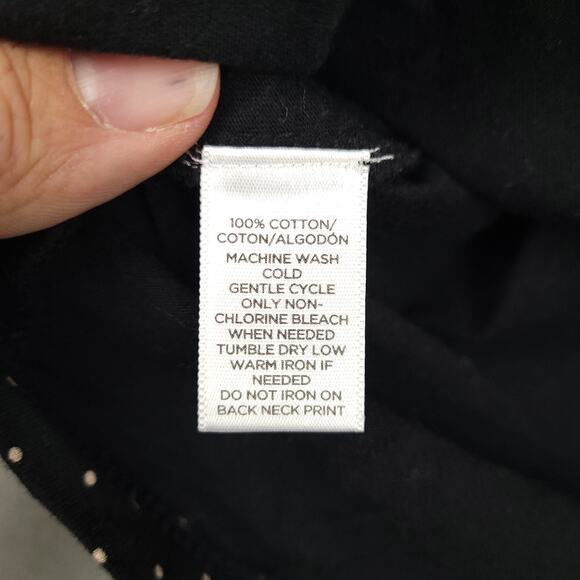 100% COTTON/
COTON/ALGODÓN
MACHINE WASH
COLD
GENTLE CYCLE
ONLY NON-
CHLORINE BLEACH
WHEN NEEDED
TUMBLE DRY LOW
WARM IRON IF
NEEDED
DO NOT IRON ON
BACK NECK PRINT